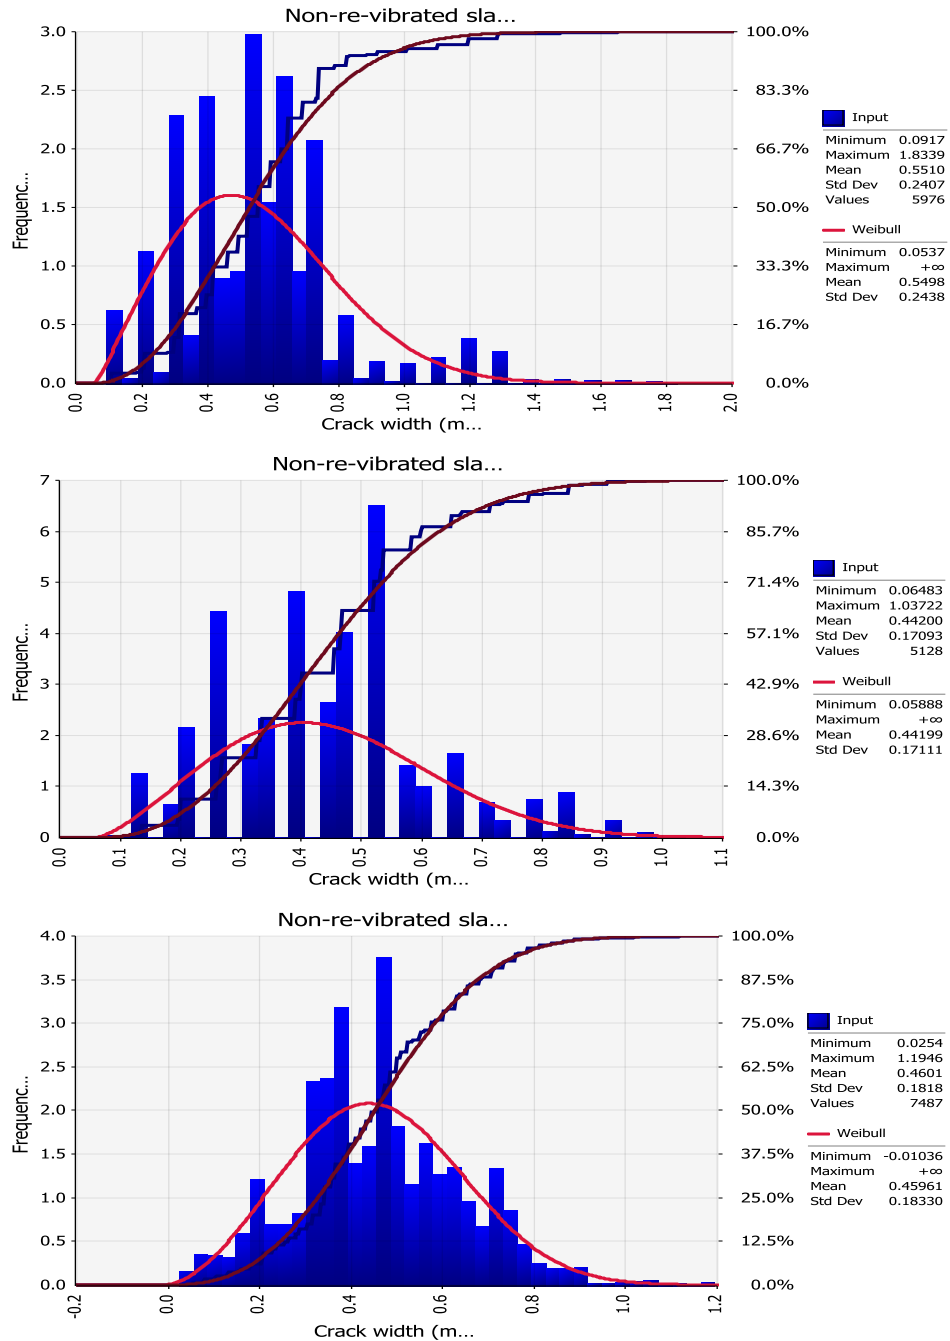 Non-re-vibrated sla...
3.0
2.5
2.0
1.5
1.0
0.5
0.0
Frequenc...
100.0%
83.3%
66.7%
50.0%
33.3%
16.7%
0.0%
0.0 0.2 0.4 0.6 0.8 1.0 1.2 1.4 1.6 1.8 2.0
Crack width (m...
Input
Minimum 0.0917
Maximum 1.8339
Mean 0.5510
Std Dev 0.2407
Values 5976
Weibull
Minimum 0.0537
Maximum +∞
Mean 0.5498
Std Dev 0.2438
Non-re-vibrated sla...
7
6
5
4
3
2
1
0
Frequenc...
100.0%
85.7%
71.4%
57.1%
42.9%
28.6%
14.3%
0.0%
0.0 0.1 0.2 0.3 0.4 0.5 0.6 0.7 0.8 0.9 1.0 1.1
Crack width (m...
Input
Minimum 0.06483
Maximum 1.03722
Mean 0.44200
Std Dev 0.17093
Values 5128
Weibull
Minimum 0.05888
Maximum +∞
Mean 0.44199
Std Dev 0.17111
Non-re-vibrated sla...
4.0
3.5
3.0
2.5
2.0
1.5
1.0
0.5
0.0
Frequenc...
100.0%
87.5%
75.0%
62.5%
50.0%
37.5%
25.0%
12.5%
0.0%
-0.2 0.0 0.2 0.4 0.6 0.8 1.0 1.2
Crack width (m...
Input
Minimum 0.0254
Maximum 1.1946
Mean 0.4601
Std Dev 0.1818
Values 7487
Weibull
Minimum -0.01036
Maximum +∞
Mean 0.45961
Std Dev 0.18330